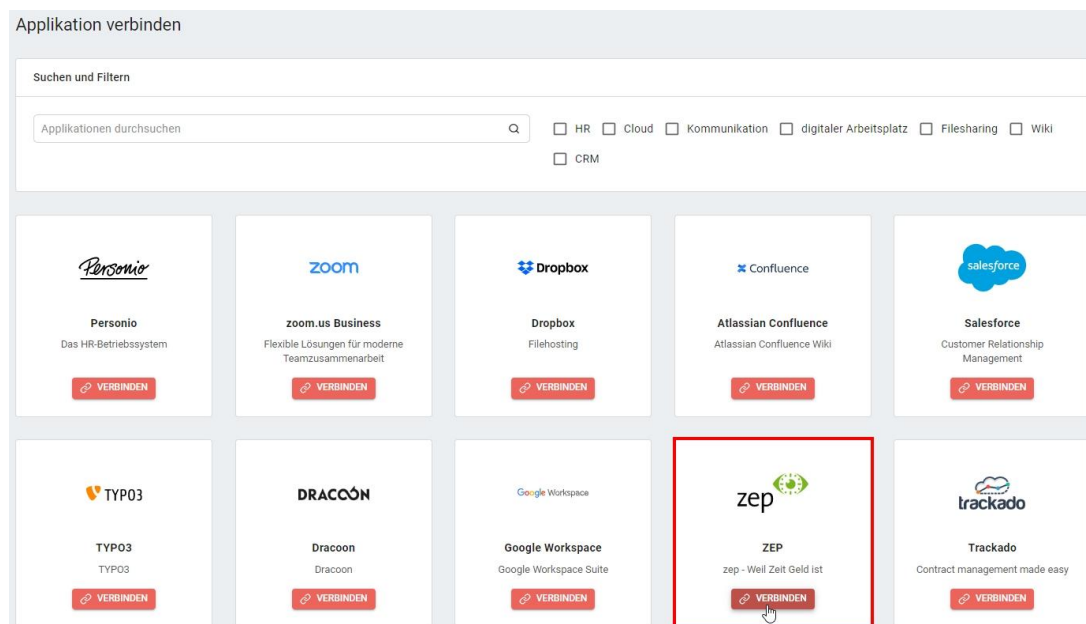 Applikation verbinden
Suchen und Filtern
Applikationen durchsuchen
HR Cloud Kommunikation digitaler Arbeitsplatz Filesharing Wiki
CRM
Personio
zoom
Dropbox
Confluence
salesforce
Personio
Das HR-Betriebssystem
VERBINDEN
zoom.us Business
Flexible Lösungen für moderne
Teamzusammenarbeit
VERBINDEN
Dropbox
Filehosting
VERBINDEN
Atlassian Confluence
Atlassian Confluence Wiki
VERBINDEN
Salesforce
Customer Relationship
Management
VERBINDEN
TYPO3
DRACOON
Google Workspace
zep
trackado
TYPO3
TYPO3
VERBINDEN
Dracoon
Dracoon
VERBINDEN
Google Workspace
Google Workspace Suite
VERBINDEN
ZEP
zep - Weil Zeit Geld ist
VERBINDEN
Trackado
Contract management made easy
VERBINDEN